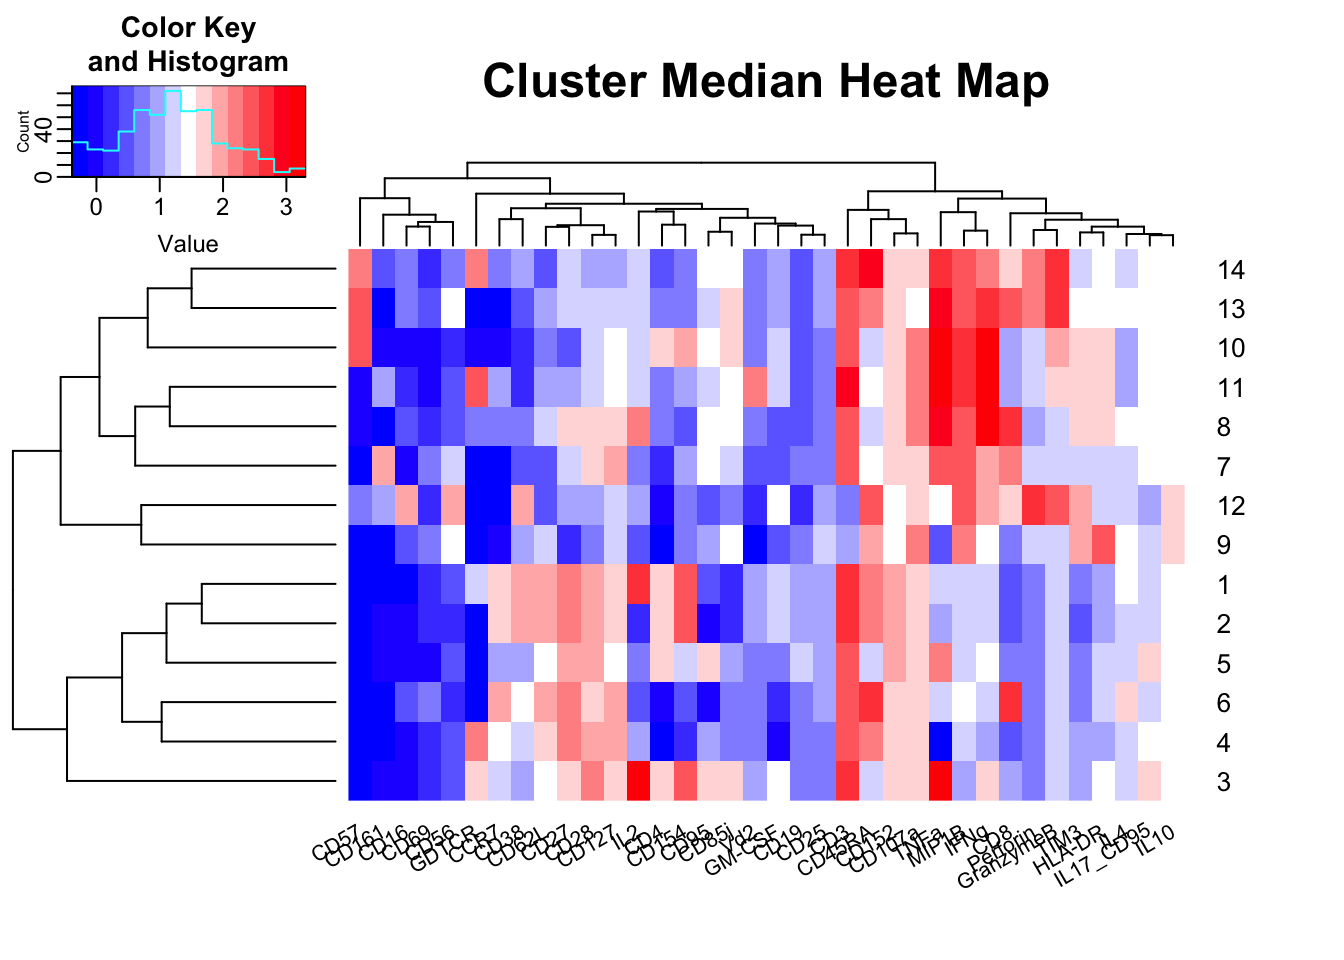 Color Key
and Histogram
Cluster Median Heat Map
Count
0
40
0
1
2
3
Value
14
13
10
11
8
7
12
9
1
2
5
6
4
3
CD57
CD161
CD16
CD69
CD56
GDTCR
CCR7
CD38
CD62L
CD27
CD28
CD127
IL2
CD4
CD154
CD95
CD85j
Vd2
GM-CSF
CD19
CD25
CD3
CD45RA
CD152
CD107a
TNFa
MIP1B
IFNg
CD8
Perforin
GranzymeB
TIM3
HLA-DR
IL4
IL17_CD95
IL10